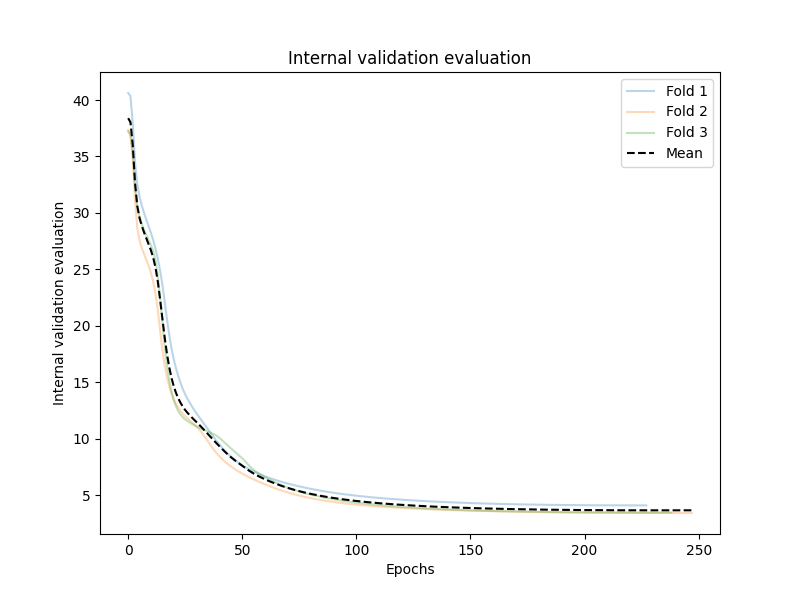 Internal validation evaluation
Fold 1
Fold 2
Fold 3
Mean
Internal validation evaluation
40
35
30
25
20
15
10
5
0
50
100
150
200
250
Epochs